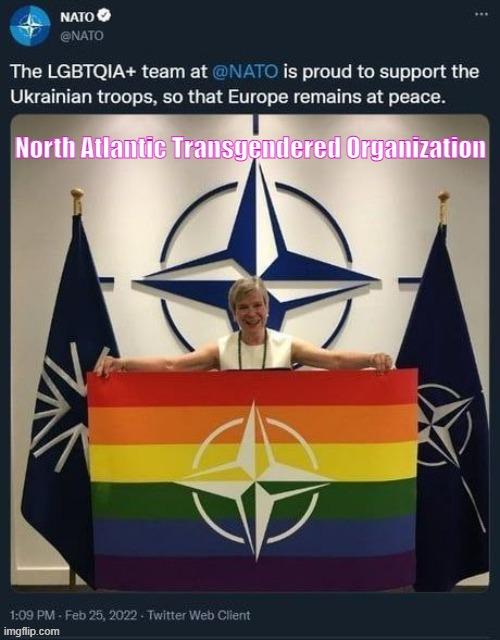 NATO
@NATO
The LGBTQIA+ team at @NATO is proud to support the
Ukrainian troops, so that Europe remains at peace.
North Atlantic Transgendered Organization
1:09 PM · Feb 25, 2022 · Twitter Web Client
imgflip.com